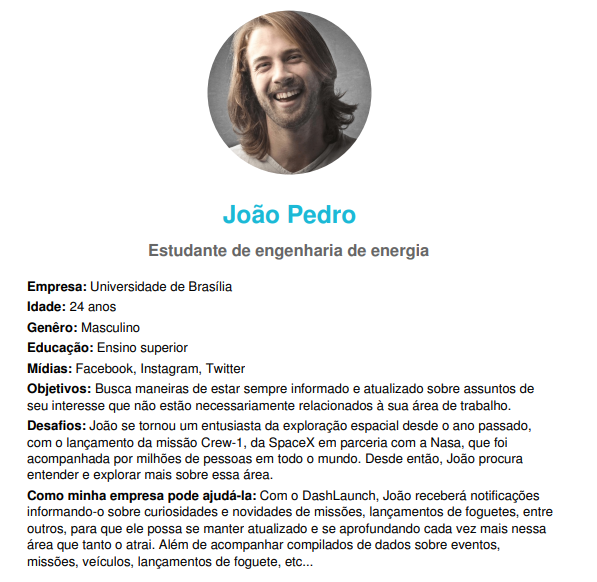 João Pedro
Estudante de engenharia de energia
Empresa: Universidade de Brasília
Idade: 24 anos
Genêro: Masculino
Educação: Ensino superior
Mídias: Facebook, Instagram, Twitter
Objetivos: Busca maneiras de estar sempre informado e atualizado sobre assuntos de
seu interesse que não estão necessariamente relacionados à sua área de trabalho.
Desafios: João se tornou um entusiasta da exploração espacial desde o ano passado,
com o lançamento da missão Crew-1, da SpaceX em parceria com a Nasa, que foi
acompanhada por milhões de pessoas em todo o mundo. Desde então, João procura
entender e explorar mais sobre essa área.
Como minha empresa pode ajudá-la: Com o DashLaunch, João receberá notificações
informando-o sobre curiosidades e novidades de missões, lançamentos de foguetes, entre
outros, para que ele possa se manter atualizado e se aprofundando cada vez mais nessa
área que tanto o atrai. Além de acompanhar compilados de dados sobre eventos,
missões, veículos, lançamentos de foguete, etc...